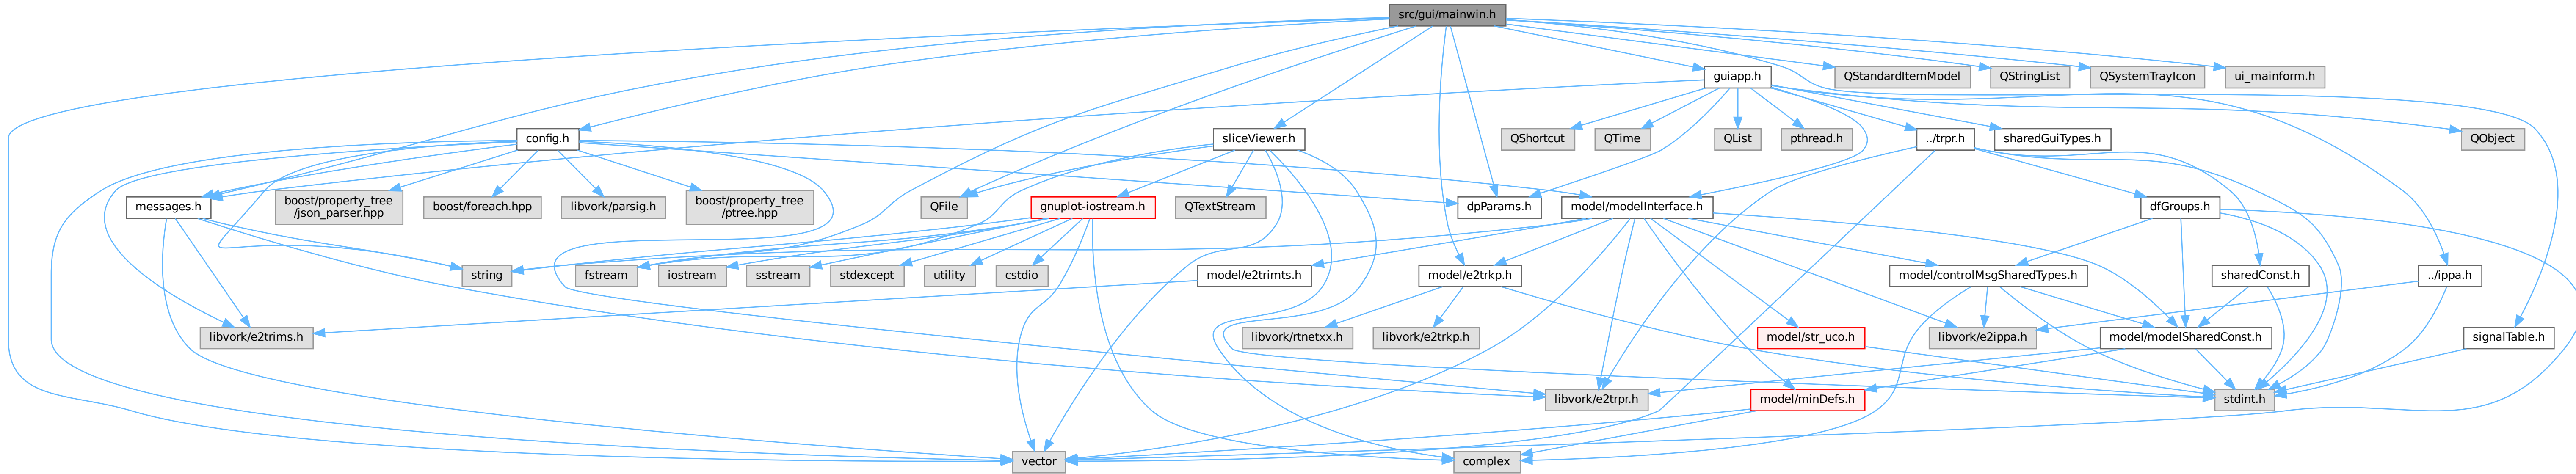 src/gui/mainwin.h
guiapp.h
QStandardItemModel
QStringList
QSystemTrayIcon
ui_mainform.h
config.h
sliceViewer.h
QShortcut
QTime
QList
pthread.h
../trpr.h
sharedGuiTypes.h
QObject
messages.h
boost/property_tree
/json_parser.hpp
boost/foreach.hpp
libvork/parsig.h
boost/property_tree
/ptree.hpp
QFile
gnuplot-iostream.h
QTextStream
dpParams.h
model/modelInterface.h
dfGroups.h
string
fstream
iostream
sstream
stdexcept
utility
cstdio
model/e2trimts.h
model/e2trkp.h
model/controlMsgSharedTypes.h
sharedConst.h
../ippa.h
libvork/e2trims.h
libvork/rtnetxx.h
libvork/e2trkp.h
model/str_uco.h
libvork/e2ippa.h
model/modelSharedConst.h
signalTable.h
libvork/e2trpr.h
model/minDefs.h
stdint.h
vector
complex